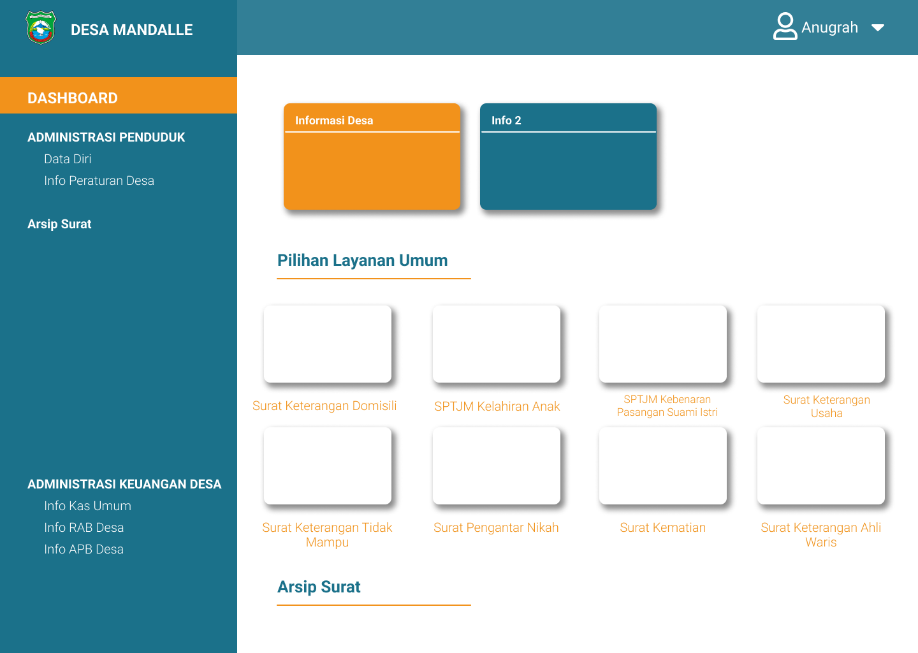 DESA MANDALLE
Anugrah
DASHBOARD
ADMINISTRASI PENDUDUK
Data Diri
Info Peraturan Desa
Arsip Surat
ADMINISTRASI KEUANGAN DESA
Info Kas Umum
Info RAB Desa
Info APB Desa
Informasi Desa
Info 2
Pilihan Layanan Umum
Surat Keterangan Domisili
SPTJM Kelahiran Anak
SPTJM Kebenaran
Pasangan Suami Istri
Surat Keterangan
Usaha
Surat Keterangan Tidak
Mampu
Surat Pengantar Nikah
Surat Kematian
Surat Keterangan Ahli
Waris
Arsip Surat